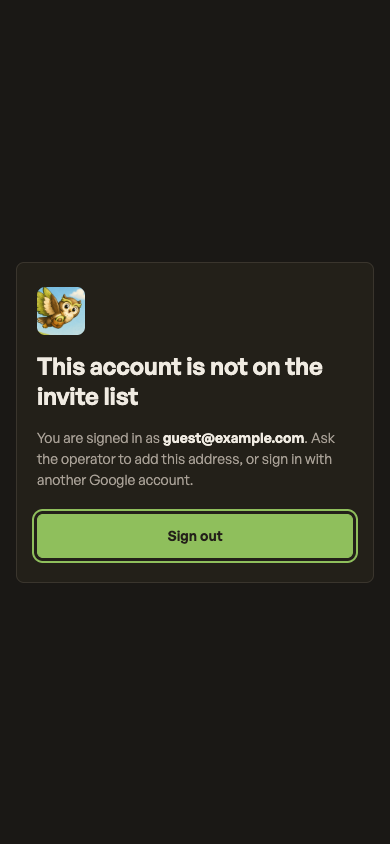 This account is not on the
invite list
You are signed in as guest@example.com. Ask
the operator to add this address, or sign in with
another Google account.
Sign out